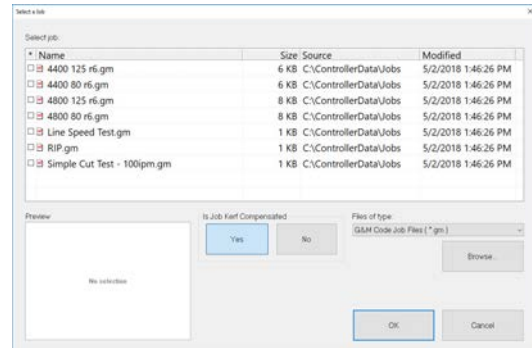 Select a Job
Select job:
* Name Size Source Modified
4400 125 r6.gm 6 KB C:\ControllerData\Jobs 5/2/2018 1:46:26 PM
4400 80 r6.gm 6 KB C:\ControllerData\Jobs 5/2/2018 1:46:26 PM
4800 125 r6.gm 8 KB C:\ControllerData\Jobs 5/2/2018 1:46:26 PM
4800 80 r6.gm 8 KB C:\ControllerData\Jobs 5/2/2018 1:46:26 PM
Line Speed Test.gm 1 KB C:\ControllerData\Jobs 5/2/2018 1:46:26 PM
RIP.gm 1 KB C:\ControllerData\Jobs 5/2/2018 1:46:26 PM
Simple Cut Test - 100ipm.gm 1 KB C:\ControllerData\Jobs 5/2/2018 1:46:26 PM
Preview Is Job Kerf Compensated Files of type:
Yes No G&M Code Job Files ( *.gm )
Browse...
No selection
OK Cancel